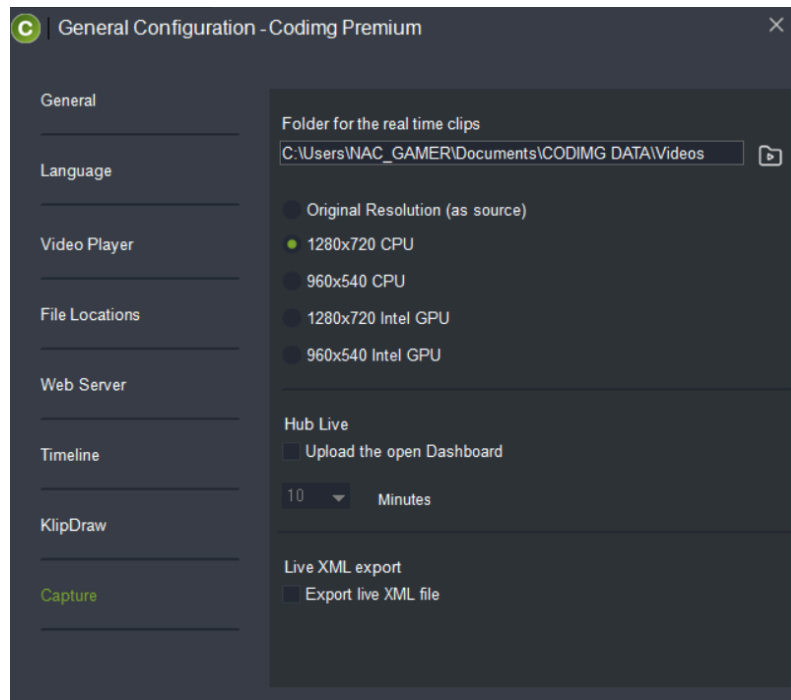 C General Configuration - Codimg Premium
General
Language
Video Player
File Locations
Web Server
Timeline
KlipDraw
Capture
Folder for the real time clips
C:\Users\NAC_GAMER\Documents\CODIMG DATA\Videos
Original Resolution (as source)
1280x720 CPU
960x540 CPU
1280x720 Intel GPU
960x540 Intel GPU
Hub Live
Upload the open Dashboard
10 Minutes
Live XML export
Export live XML file